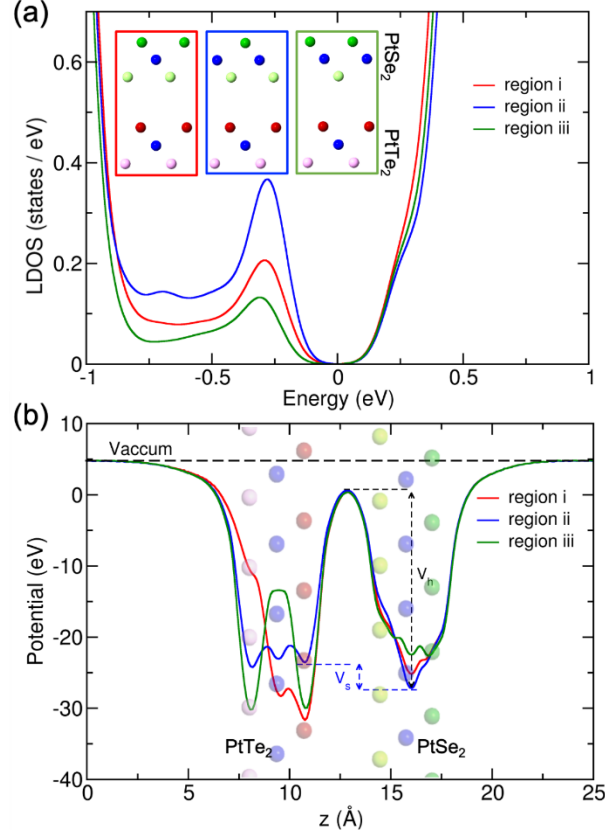 (a)
0.6
0.4
0.2
0
LDOS (states / eV)
PtSe2
PtTe2
region i
region ii
region iii
-1
-0.5
0
0.5
1
Energy (eV)
(b)
10
5
0
-10
-20
-30
-40
Potential (eV)
Vaccum
region i
region ii
region iii
Vh
Vs
PtTe2
PtSe2
0
5
10
15
20
25
z (Å)